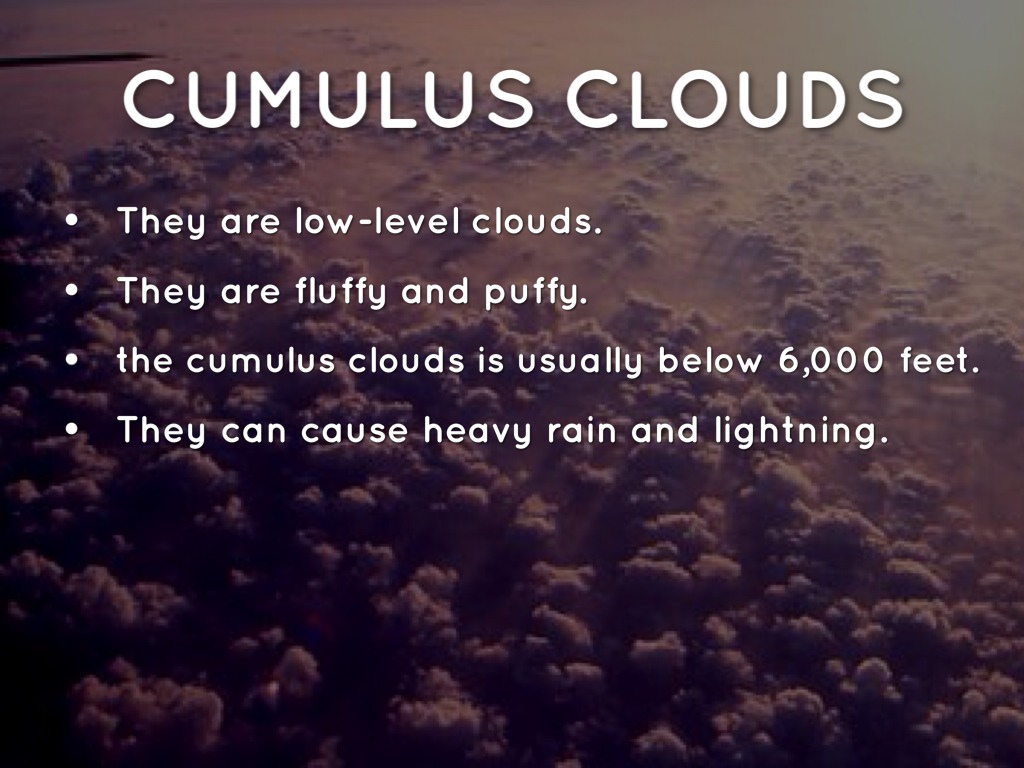 CUMULUS CLOUDS
• They are low-level clouds.
• They are fluffy and puffy.
• the cumulus clouds is usually below 6,000 feet.
• They can cause heavy rain and lightning.